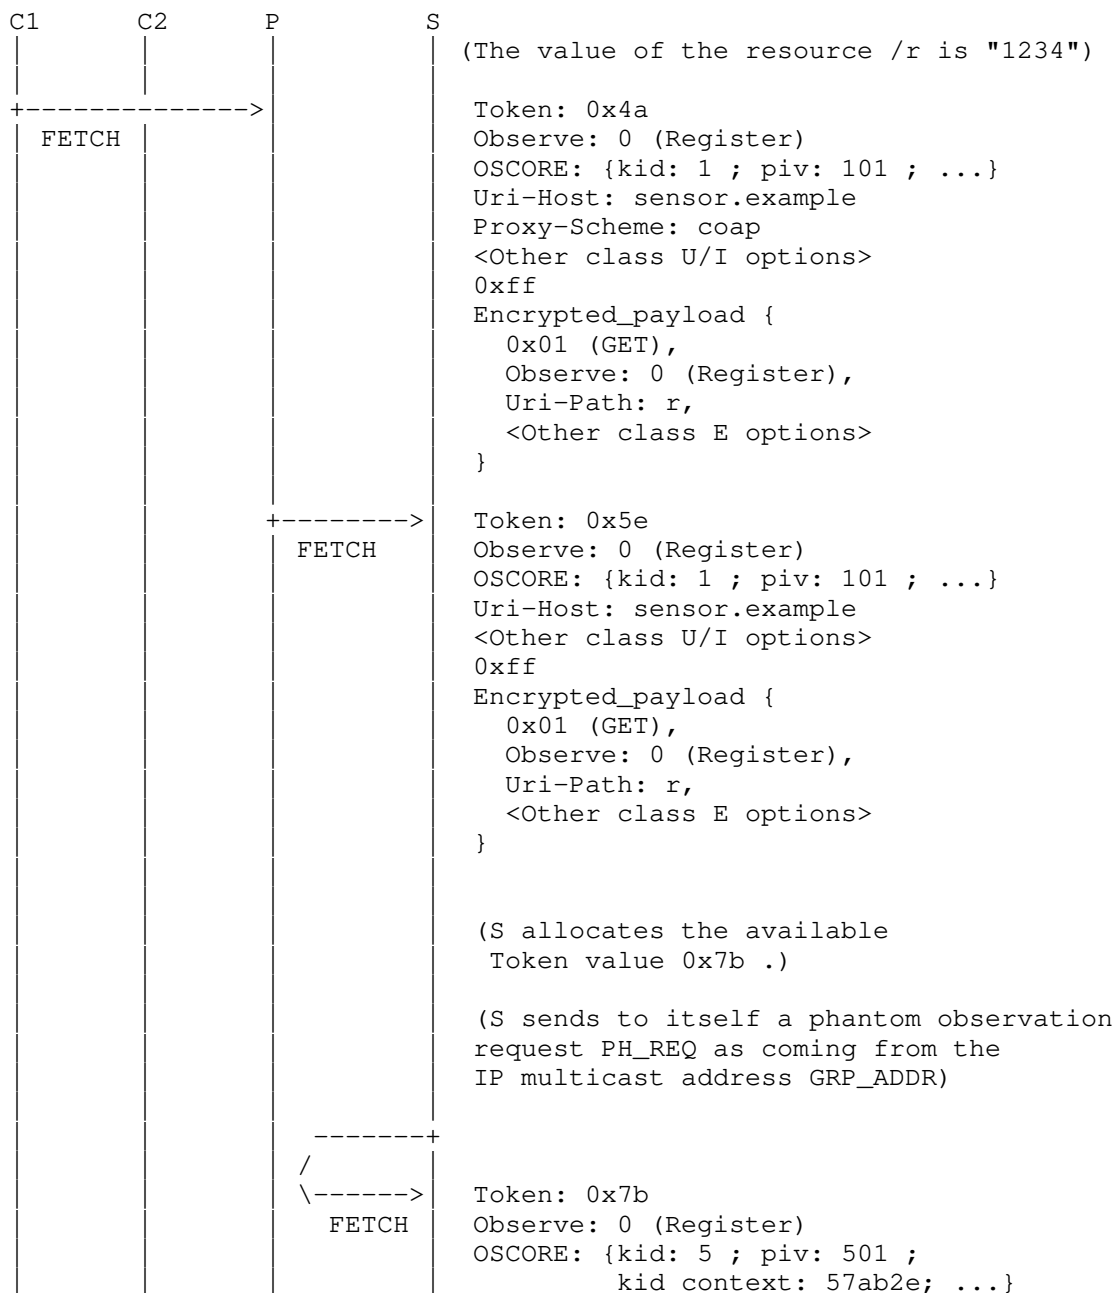 C1 C2 P S
(The value of the resource /r is "1234")
Token: 0x4a
FETCH Observe: 0 (Register)
OSCORE: {kid: 1 ; piv: 101 ; ...}
Uri-Host: sensor.example
Proxy-Scheme: coap
<Other class U/I options>
0xff
Encrypted_payload {
0x01 (GET),
Observe: 0 (Register),
Uri-Path: r,
<Other class E options>
}
Token: 0x5e
FETCH Observe: 0 (Register)
OSCORE: {kid: 1 ; piv: 101 ; ...}
Uri-Host: sensor.example
<Other class U/I options>
0xff
Encrypted_payload {
0x01 (GET),
Observe: 0 (Register),
Uri-Path: r,
<Other class E options>
}
(S allocates the available
Token value 0x7b .)
(S sends to itself a phantom observation
request PH_REQ as coming from the
IP multicast address GRP_ADDR)
Token: 0x7b
FETCH Observe: 0 (Register)
OSCORE: {kid: 5 ; piv: 501 ;
kid context: 57ab2e; ...}